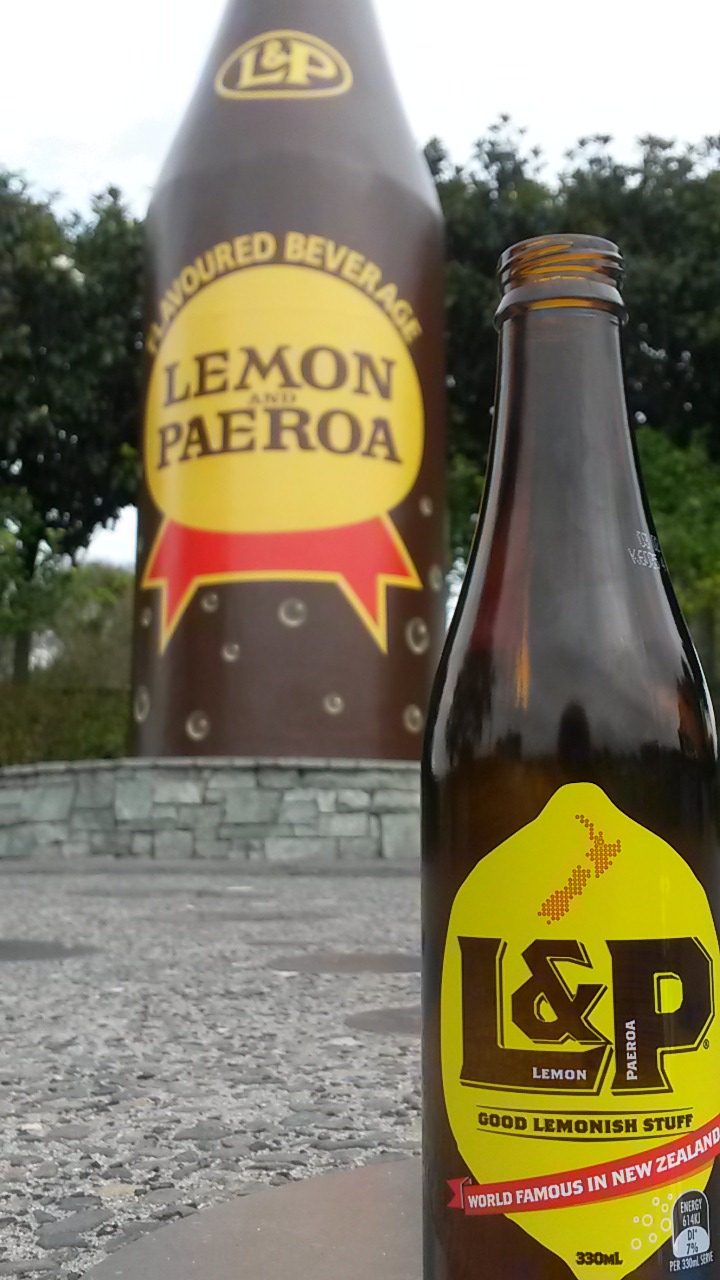 L&P
FLAVOURED BEVERAGE
LEMON
AND
PAEROA
L&P
LEMON
PAEROA
®
GOOD LEMONISH STUFF
WORLD FAMOUS IN NEW ZEALAND
330ML
ENERGY
614KJ
DI*
7%
PER 330ML SERVE